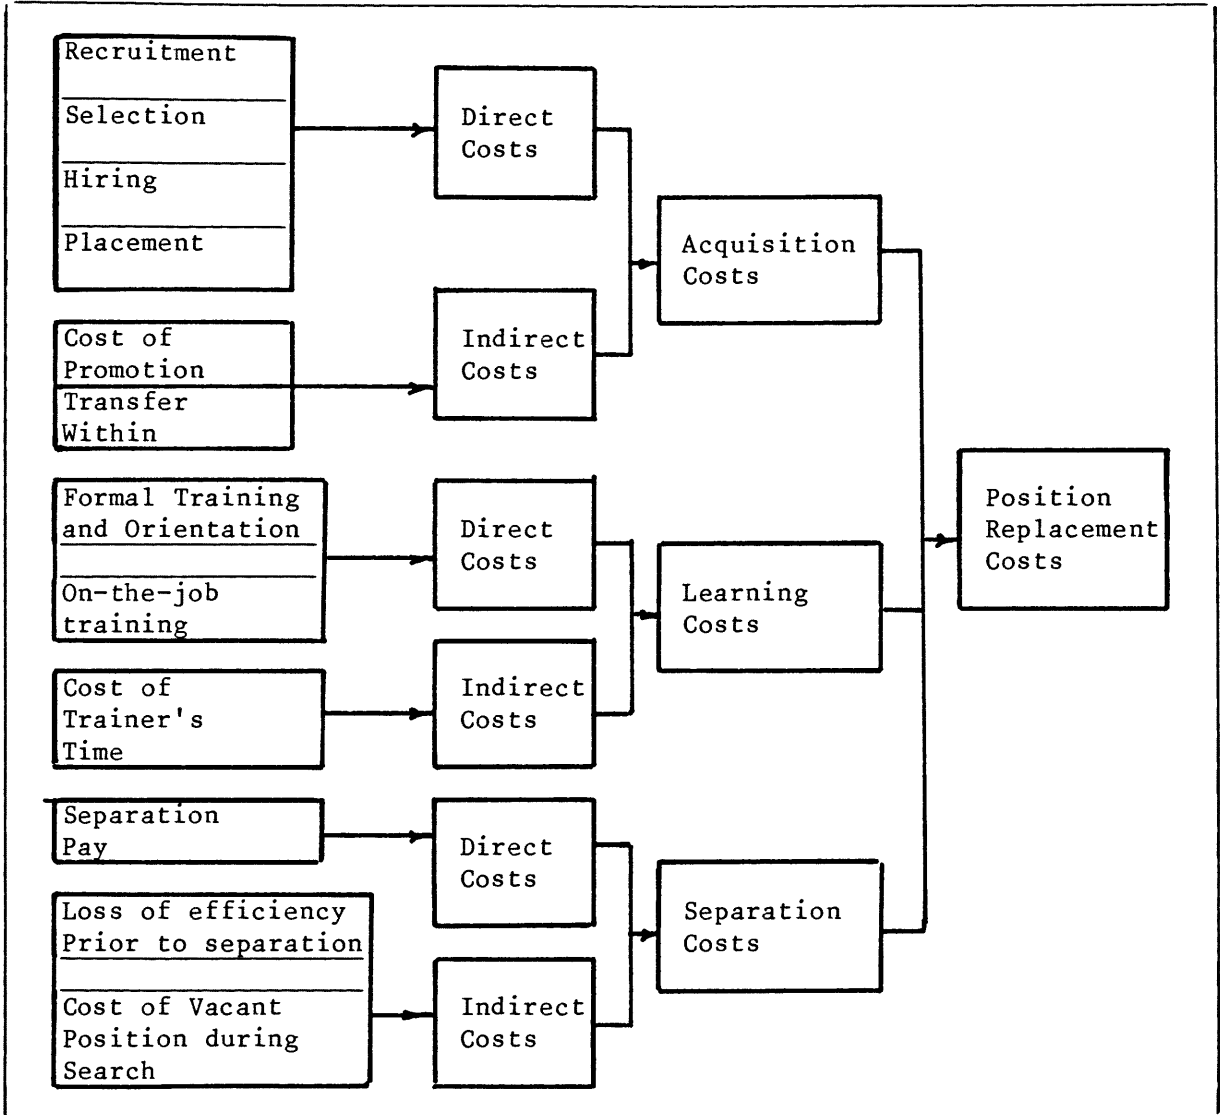 Recruitment
Selection
Hiring
Placement
Direct
Costs
Acquisition
Costs
Cost of
Promotion
Transfer
Within
Indirect
Costs
Formal Training
and Orientation
On-the-job
training
Direct
Costs
Learning
Costs
Position
Replacement
Costs
Cost of
Trainer's
Time
Indirect
Costs
Separation
Pay
Direct
Costs
Separation
Costs
Loss of efficiency
Prior to separation
Cost of Vacant
Position during
Search
Indirect
Costs